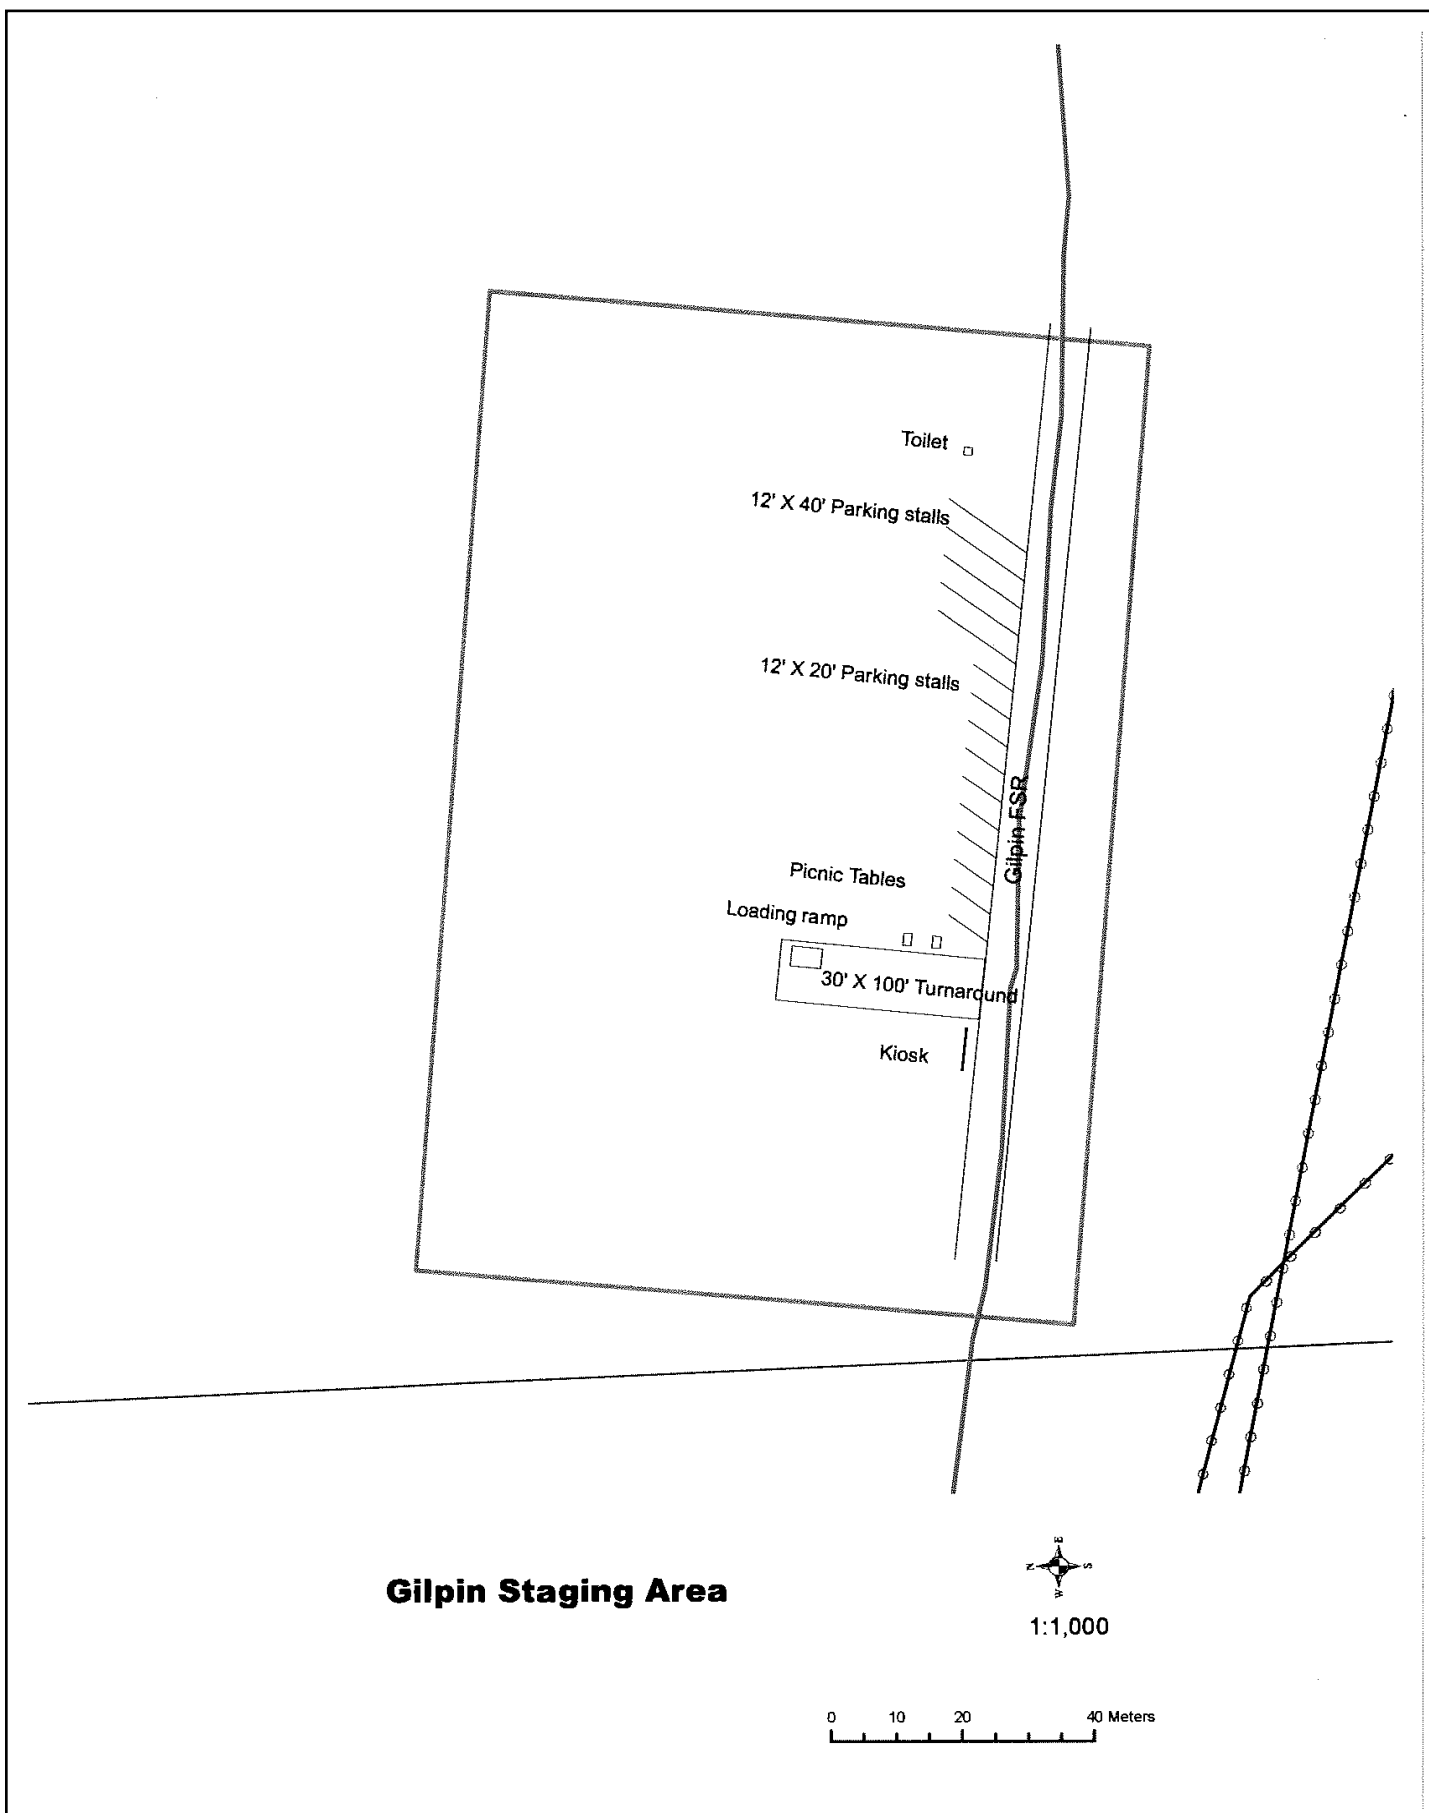 Toilet
12' X 40' Parking stalls
12' X 20' Parking stalls
Gilpin FSR
Picnic Tables
Loading ramp
30' X 100' Turnaround
Kiosk
Gilpin Staging Area
N E S W
1:1,000
0 10 20 40 Meters